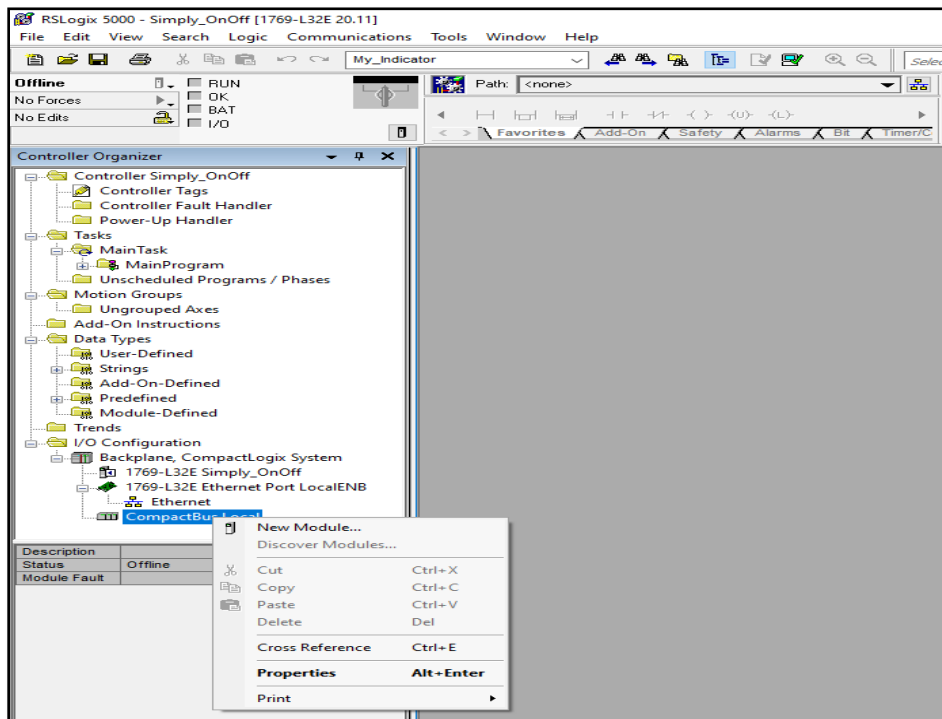 RSLogix 5000 - Simply_OnOff [1769-L32E 20.11]
File Edit View Search Logic Communications Tools Window Help
My_Indicator
Selec
Offline
RUN
Path: <none>
No Forces
OK
No Edits
BAT
I/O
Favorites Add-On Safety Alarms Bit Timer/C
Controller Organizer
Controller Simply_OnOff
Controller Tags
Controller Fault Handler
Power-Up Handler
Tasks
MainTask
MainProgram
Unscheduled Programs / Phases
Motion Groups
Ungrouped Axes
Add-On Instructions
Data Types
User-Defined
Strings
Add-On-Defined
Predefined
Module-Defined
Trends
I/O Configuration
Backplane, CompactLogix System
1769-L32E Simply_OnOff
1769-L32E Ethernet Port LocalENB
Ethernet
CompactBus Local
New Module...
Discover Modules...
Cut Ctrl+X
Copy Ctrl+C
Paste Ctrl+V
Delete Del
Cross Reference Ctrl+E
Properties Alt+Enter
Print
Description
Status Offline
Module Fault